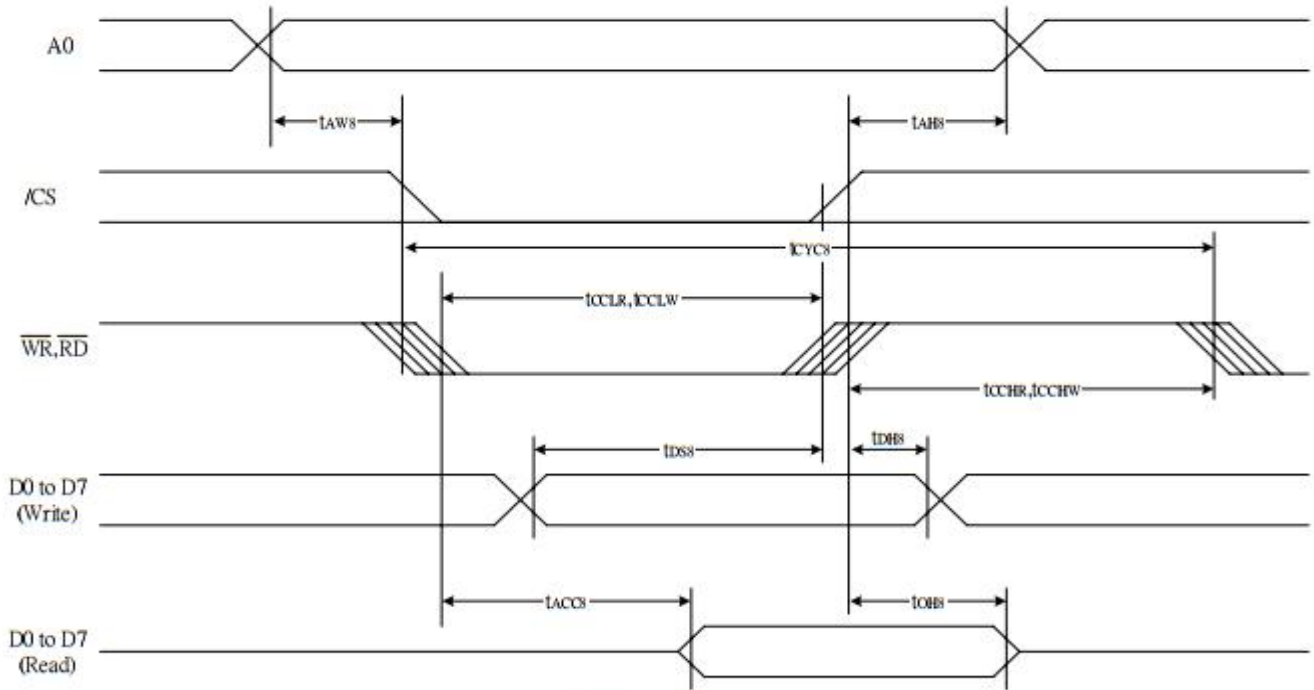 A0
tAW8
tAH8
/CS
tCYC8
tCCLR,tCCLW
WR,RD
tCCHR,tCCHW
tDS8
tDH8
D0 to D7
(Write)
tACC8
tOH8
D0 to D7
(Read)